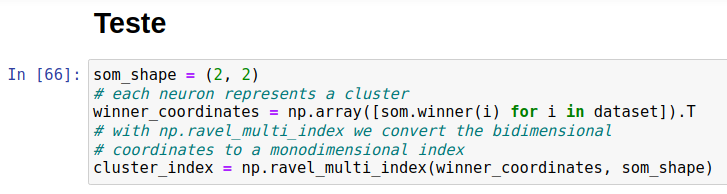 Teste
In [66]: som_shape = (2, 2)
# each neuron represents a cluster
winner_coordinates = np.array([som.winner(i) for i in dataset]).T
# with np.ravel_multi_index we convert the bidimensional
# coordinates to a monodimensional index
cluster_index = np.ravel_multi_index(winner_coordinates, som_shape)